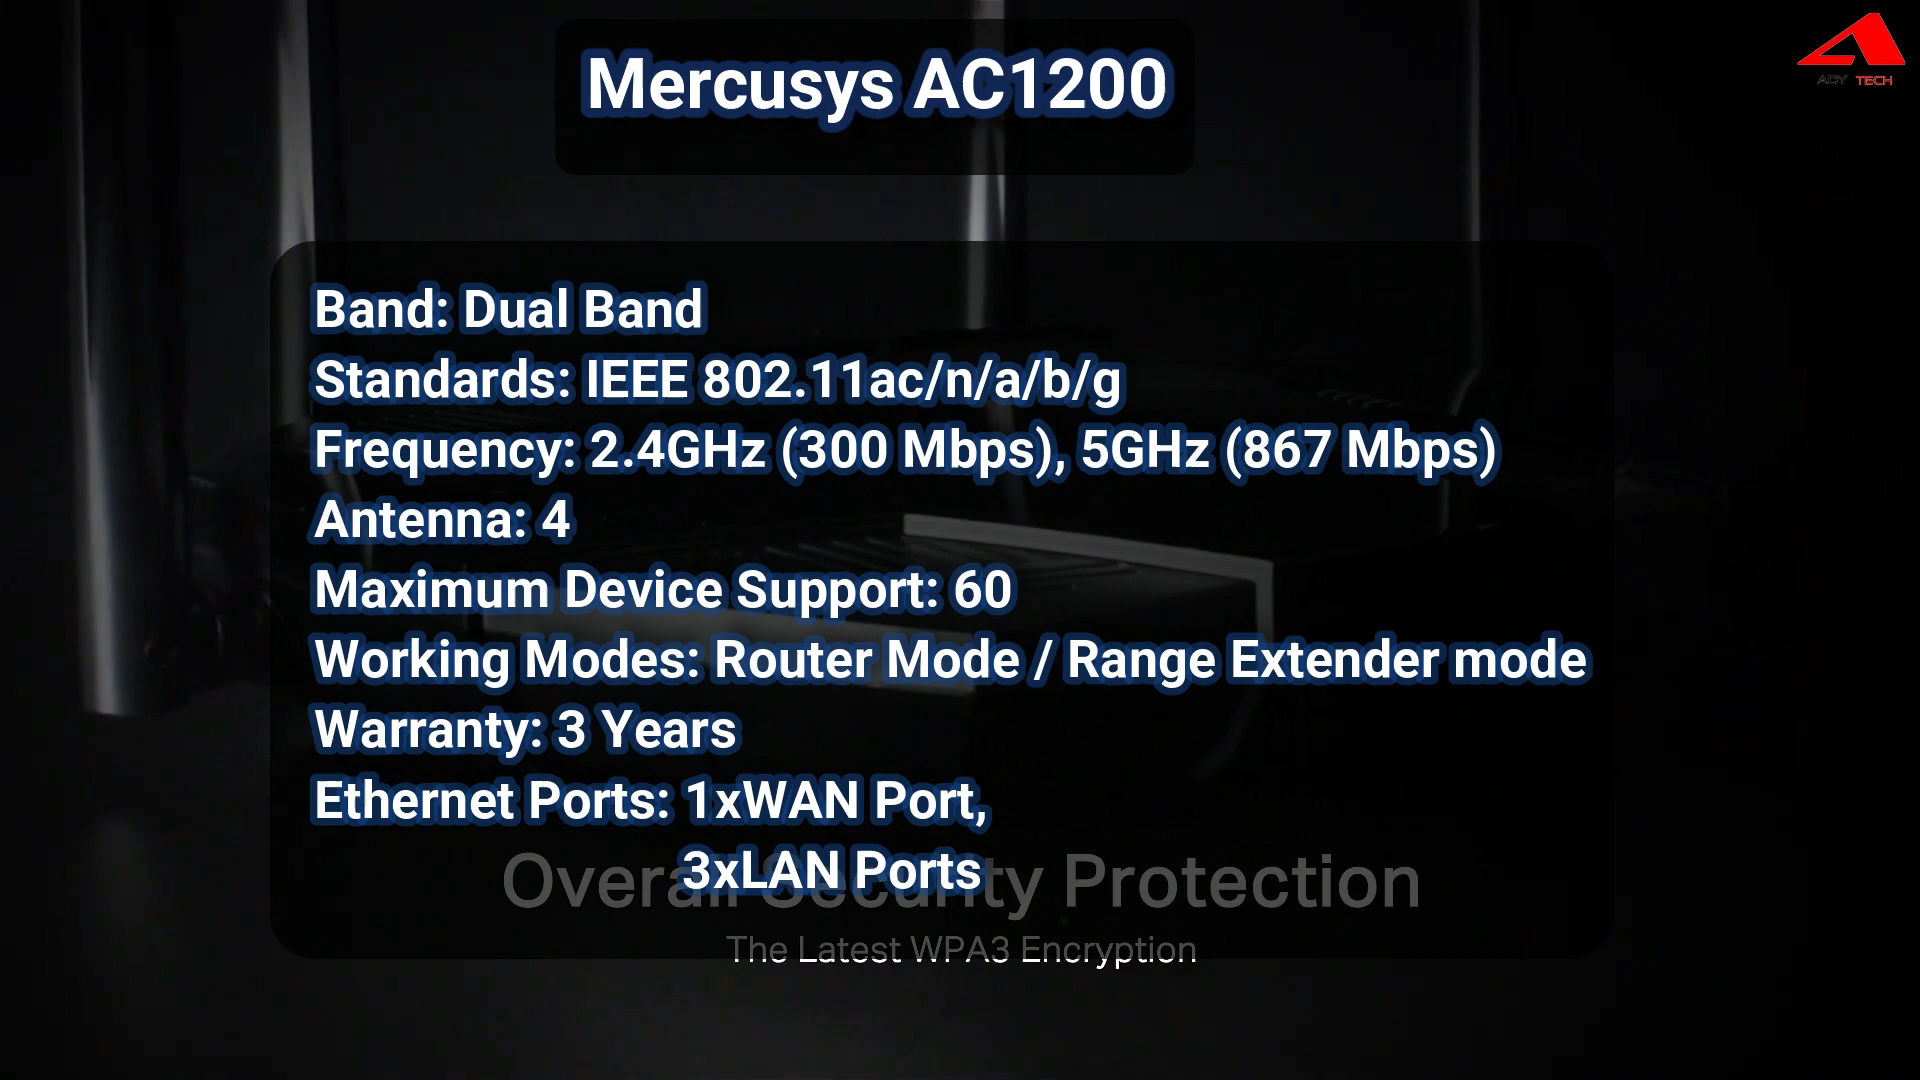 Mercusys AC1200
ADY TECH
Band: Dual Band
Standards: IEEE 802.11ac/n/a/b/g
Frequency: 2.4GHz (300 Mbps), 5GHz (867 Mbps)
Antenna: 4
Maximum Device Support: 60
Working Modes: Router Mode / Range Extender mode
Warranty: 3 Years
Ethernet Ports: 1xWAN Port,
3xLAN Ports
Overall Security Protection
The Latest WPA3 Encryption